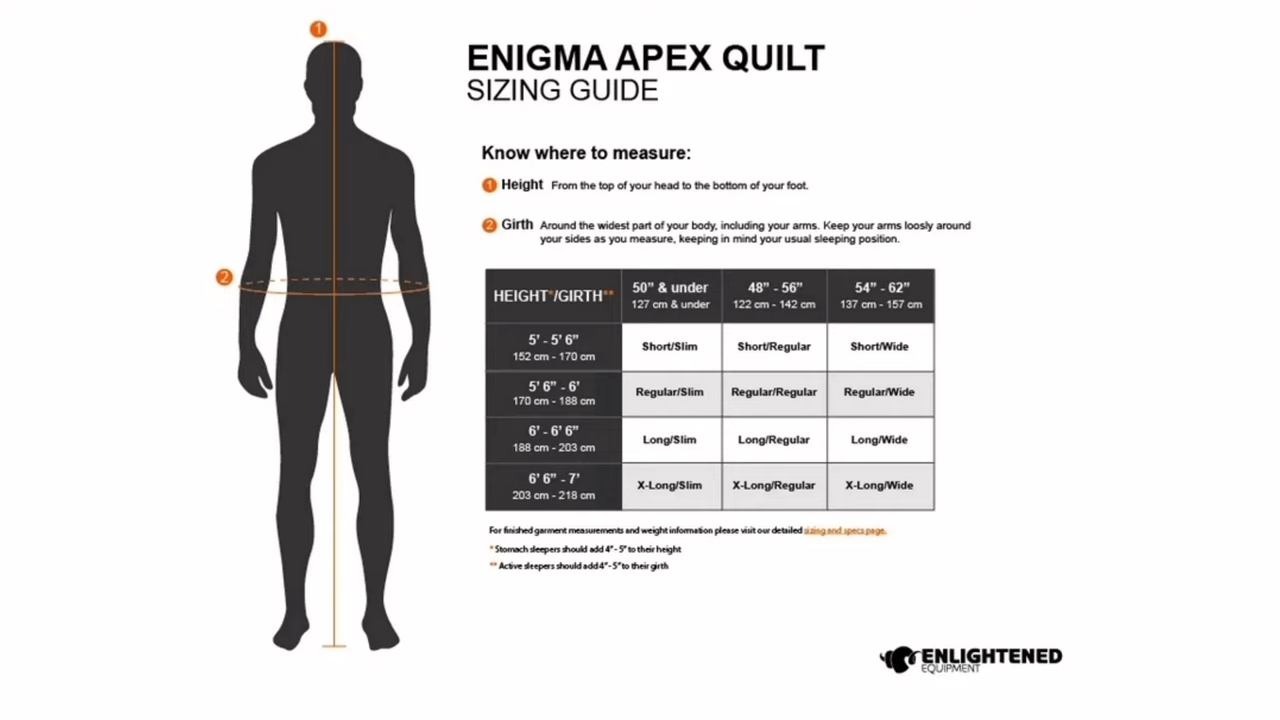 1
ENIGMA APEX QUILT
SIZING GUIDE
Know where to measure:
1 Height From the top of your head to the bottom of your foot.
2 Girth Around the widest part of your body, including your arms. Keep your arms loosly around
your sides as you measure, keeping in mind your usual sleeping position.
2
HEIGHT*/GIRTH** 50” & under 48” - 56” 54” - 62”
127 cm & under 122 cm - 142 cm 137 cm - 157 cm
5’ - 5’ 6” Short/Slim Short/Regular Short/Wide
152 cm - 170 cm
5’ 6” - 6’ Regular/Slim Regular/Regular Regular/Wide
170 cm - 188 cm
6’ - 6’ 6” Long/Slim Long/Regular Long/Wide
188 cm - 203 cm
6’ 6” - 7’ X-Long/Slim X-Long/Regular X-Long/Wide
203 cm - 218 cm
For finished garment measurements and weight information please visit our detailed sizing and specs page.
* Stomach sleepers should add 4”- 5” to their height
** Active sleepers should add 4”- 5” to their girth
ENLIGHTENED
EQUIPMENT